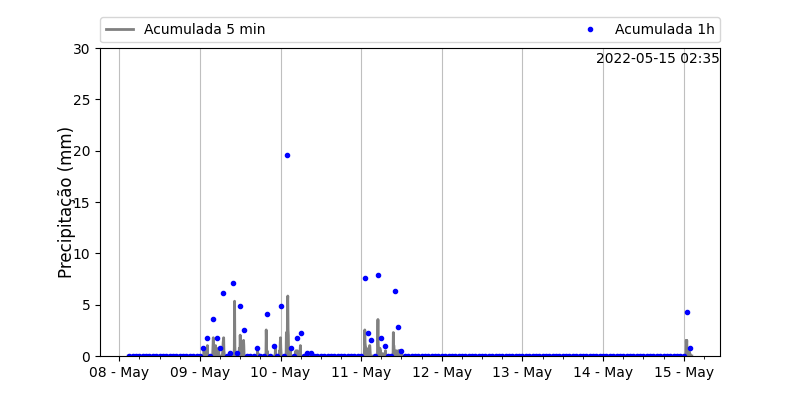 Acumulada 5 min
Acumulada 1h
2022-05-15 02:35
Precipitação (mm)
30
25
20
15
10
5
0
08 - May
09 - May
10 - May
11 - May
12 - May
13 - May
14 - May
15 - May